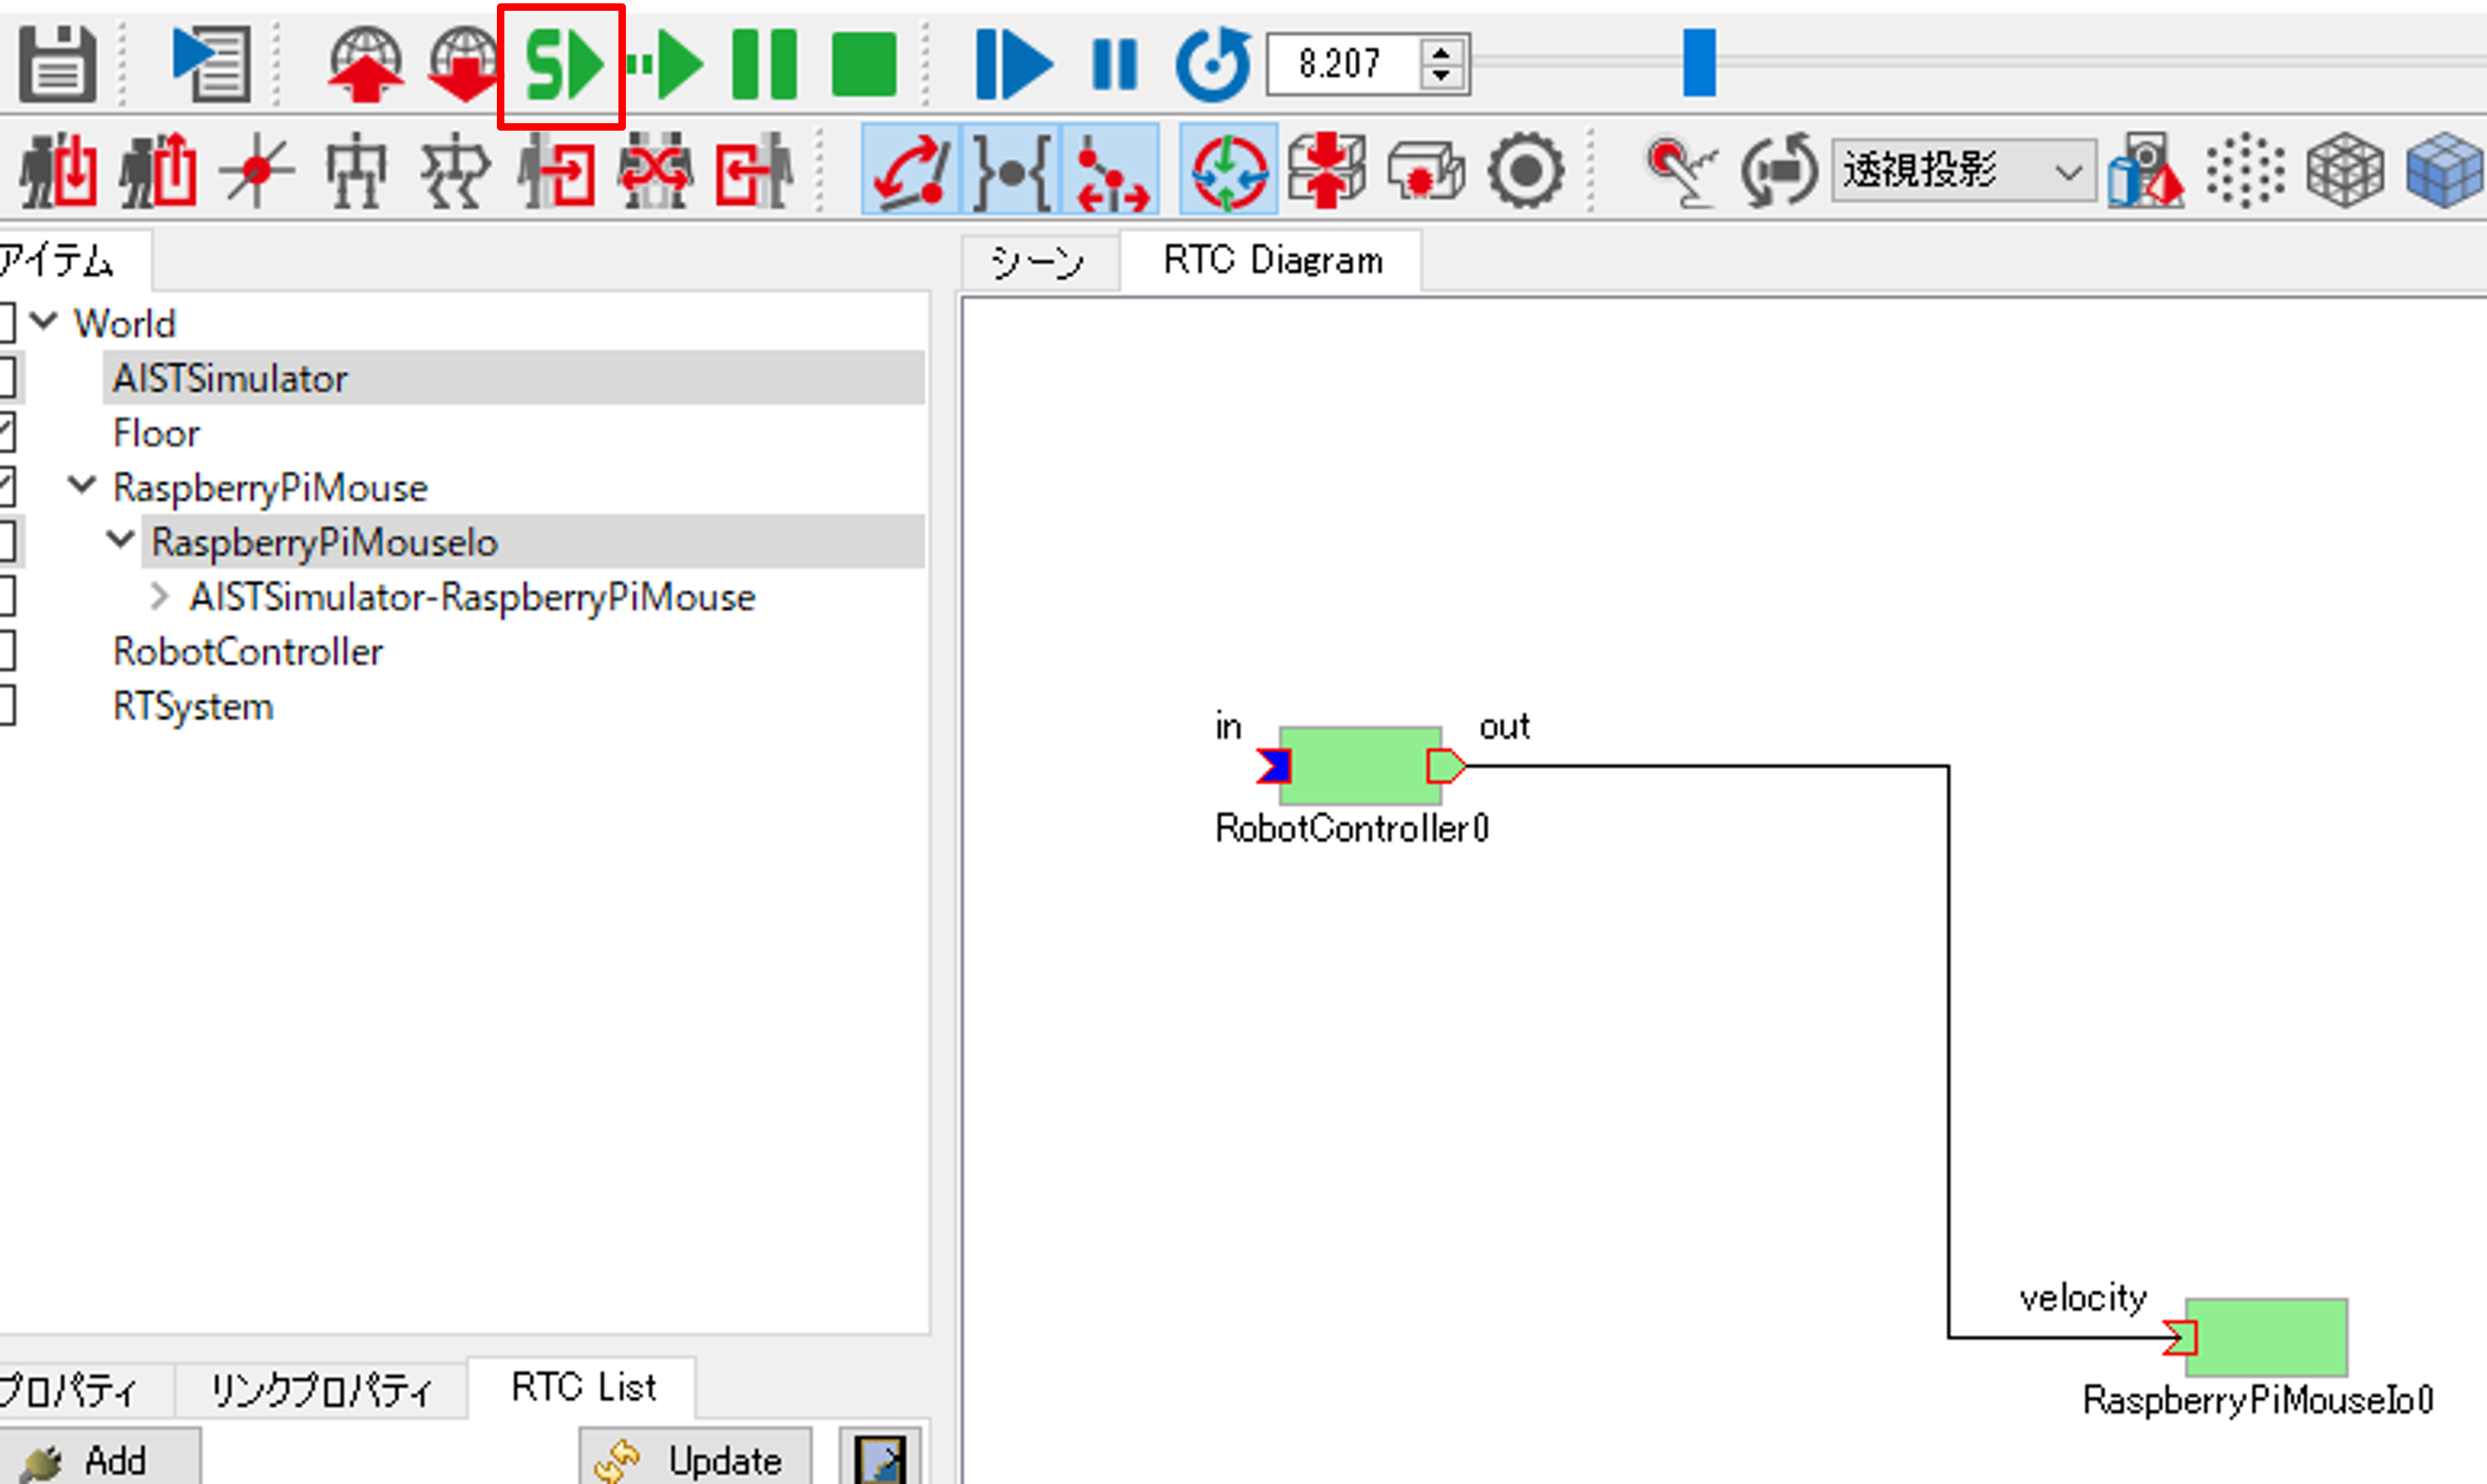 8.207
透視投影
アイテム
シーン
RTC Diagram
World
AISTSimulator
Floor
RaspberryPiMouse
RaspberryPiMouseIo
AISTSimulator-RaspberryPiMouse
RobotController
RTSystem
in
out
RobotController0
velocity
RaspberryPiMouseIo0
プロパティ
リンクプロパティ
RTC List
Add
Update